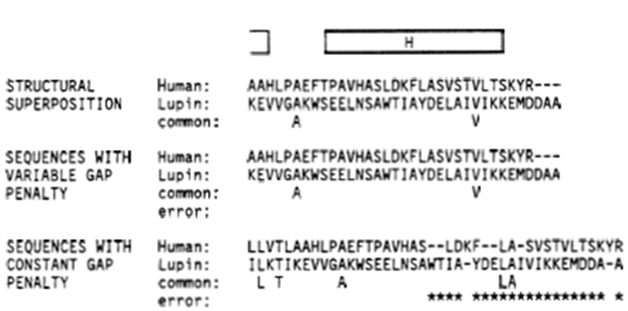 H
STRUCTURAL Human: AAHLPAEFTPAVHASLDKFLASVSTVLTSKYR---
SUPERPOSITION Lupin: KEVVGAKWSEELNSAWTIAYDELAIVIKKEMDDAA
common: A V
SEQUENCES WITH Human: AAHLPAEFTPAVHASLDKFLASVSTVLTSKYR---
VARIABLE GAP Lupin: KEVVGAKWSEELNSAWTIAYDELAIVIKKEMDDAA
PENALTY common: A V
error:
SEQUENCES WITH Human: LLVTLAAHLPAEFTPAVHAS--LDKF--LA-SVSTVLTSKYR
CONSTANT GAP Lupin: ILKTIKEVVGAKWSEELNSAWTIA-YDELAIVIKKEMDDA-A
PENALTY common: L T A LA
error: **** *************** *